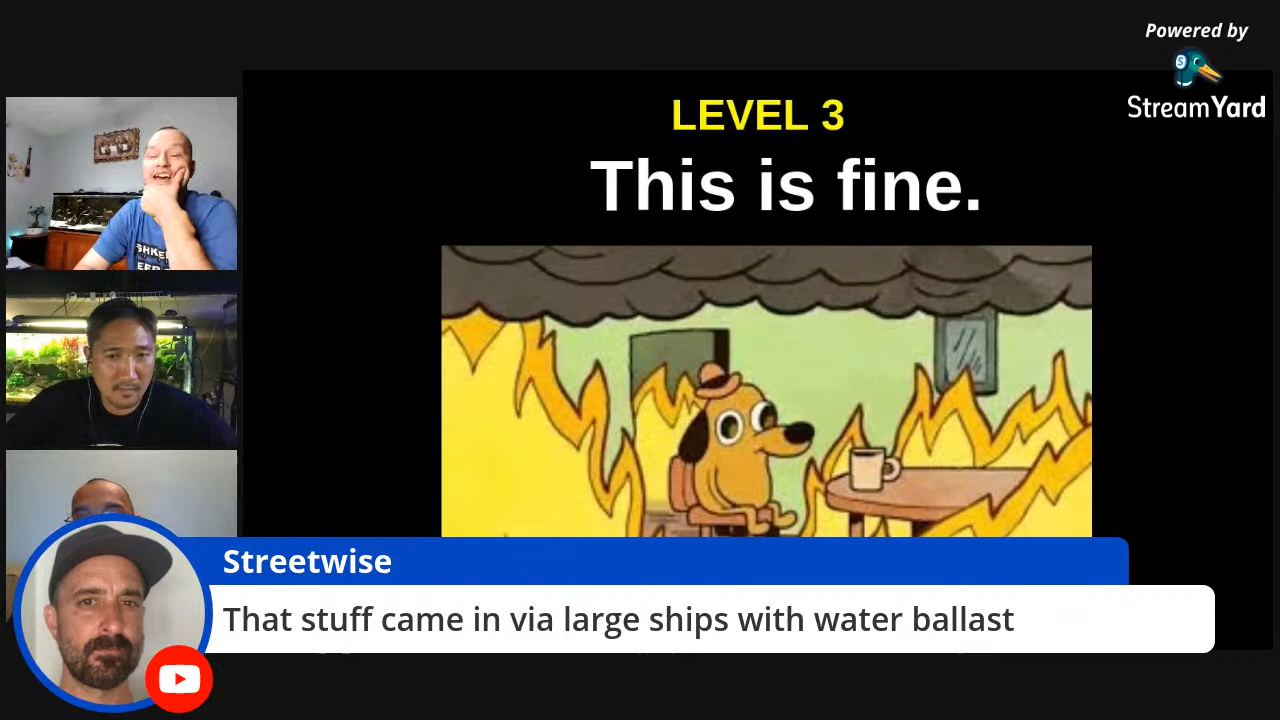 Powered by
StreamYard
LEVEL 3
This is fine.
Streetwise
That stuff came in via large ships with water ballast